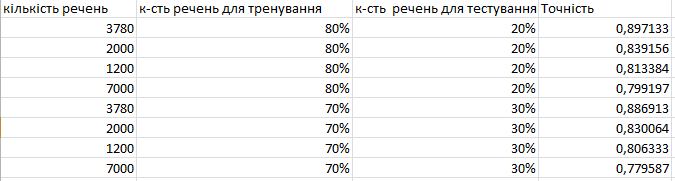 кількість речень к-сть речень для тренування к-сть речень для тестування Точність
3780 80% 20% 0,897133
2000 80% 20% 0,839156
1200 80% 20% 0,813384
7000 80% 20% 0,799197
3780 70% 30% 0,886913
2000 70% 30% 0,830064
1200 70% 30% 0,806333
7000 70% 30% 0,779587